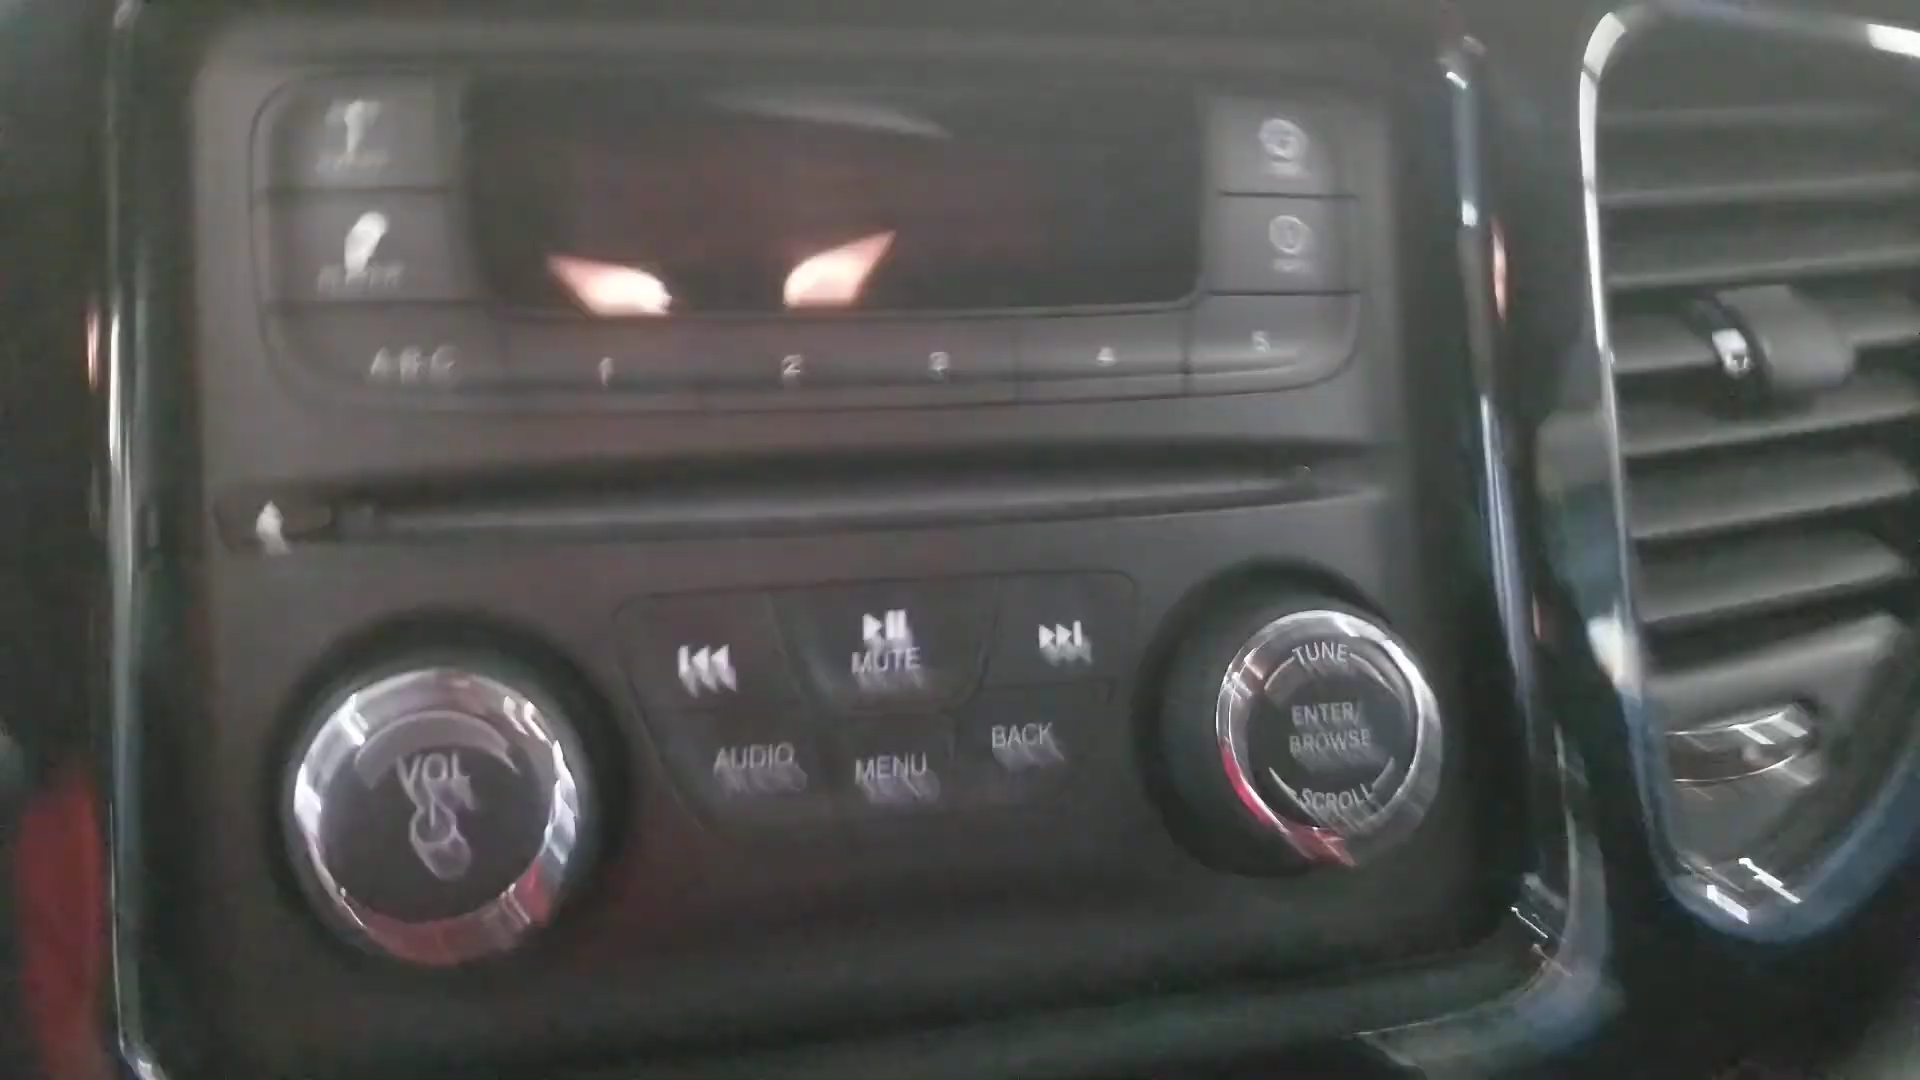 A-B-C 1 2 3 4 5
MUTE
VOL
AUDIO MENU BACK
TUNE
ENTER/
BROWSE
SCROLL